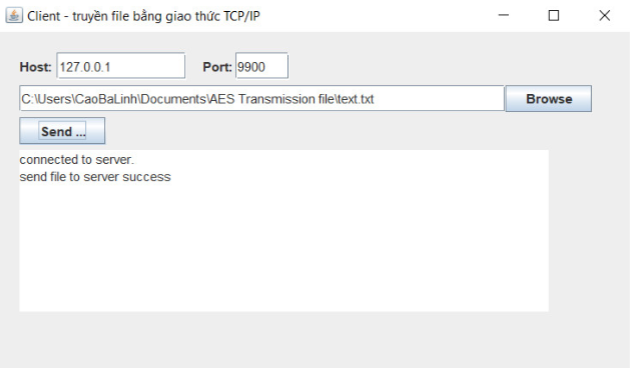 Client - truyền file bằng giao thức TCP/IP
Host: 127.0.0.1 Port: 9900
C:\Users\CaoBaLinh\Documents\AES Transmission file\text.txt Browse
Send ...
connected to server.
send file to server success